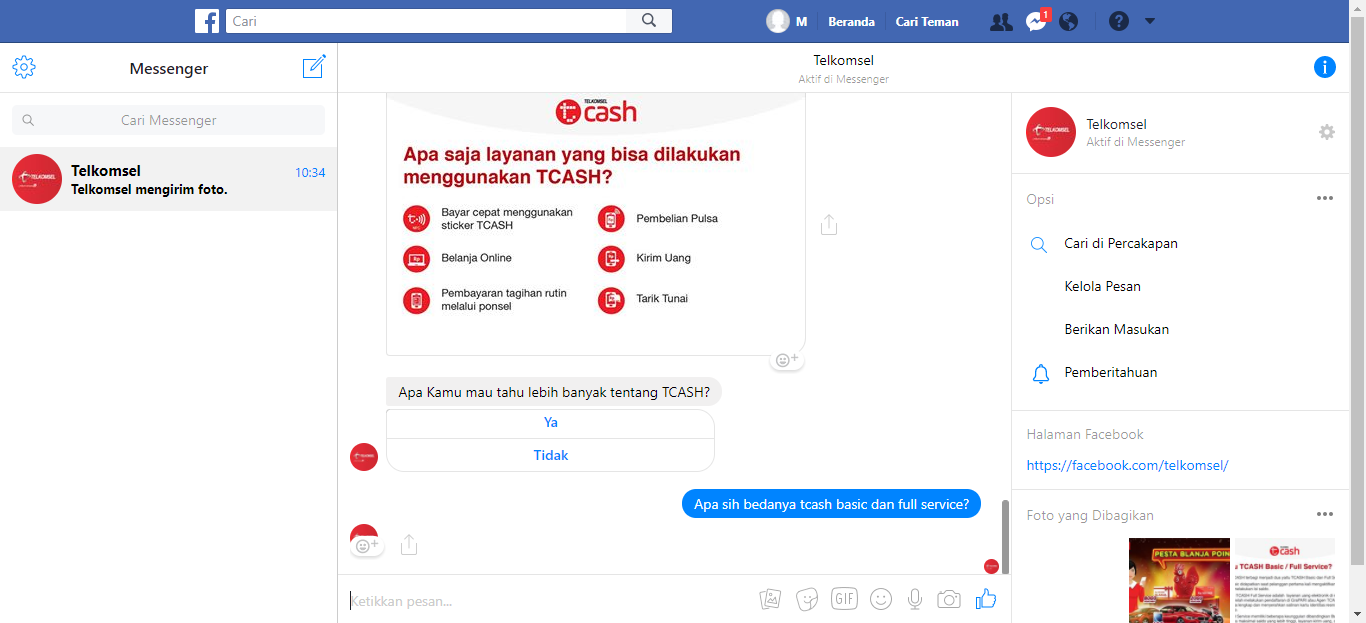 Cari
M
Beranda
Cari Teman
1
?
Messenger
Cari Messenger
Telkomsel
10:34
Telkomsel mengirim foto.
Telkomsel
Aktif di Messenger
TELKOMSEL
t cash
Apa saja layanan yang bisa dilakukan
menggunakan TCASH?
Bayar cepat menggunakan
sticker TCASH
Pembelian Pulsa
Belanja Online
Kirim Uang
Pembayaran tagihan rutin
melalui ponsel
Tarik Tunai
Apa Kamu mau tahu lebih banyak tentang TCASH?
Ya
Tidak
Apa sih bedanya tcash basic dan full service?
Ketikkan pesan...
GIF
Telkomsel
Aktif di Messenger
Opsi
Cari di Percakapan
Kelola Pesan
Berikan Masukan
Pemberitahuan
Halaman Facebook
https://facebook.com/telkomsel/
Foto yang Dibagikan
PESTA BLANJA POIN
cash
TCASH Basic / Full Service?